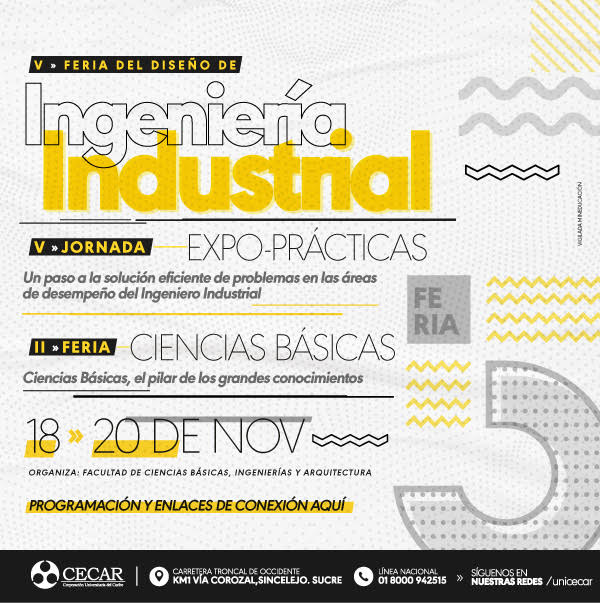 V » FERIA DEL DISEÑO DE
Ingeniería
Industrial
V » JORNADA EXPO-PRÁCTICAS
Un paso a la solución eficiente de problemas en las áreas
de desempeño del Ingeniero Industrial
II » FERIA CIENCIAS BÁSICAS
Ciencias Básicas, el pilar de los grandes conocimientos
18 » 20 DE NOV
ORGANIZA: FACULTAD DE CIENCIAS BÁSICAS, INGENIERÍAS Y ARQUITECTURA
PROGRAMACIÓN Y ENLACES DE CONEXIÓN AQUÍ
FE
RIA
5
VIGILADA MINEDUCACIÓN
CECAR
Corporación Universitaria del Caribe
CARRETERA TRONCAL DE OCCIDENTE
KM1 VÍA COROZAL,SINCELEJO. SUCRE
LÍNEA NACIONAL
01 8000 942515
» SÍGUENOS EN
NUESTRAS REDES /unicecar